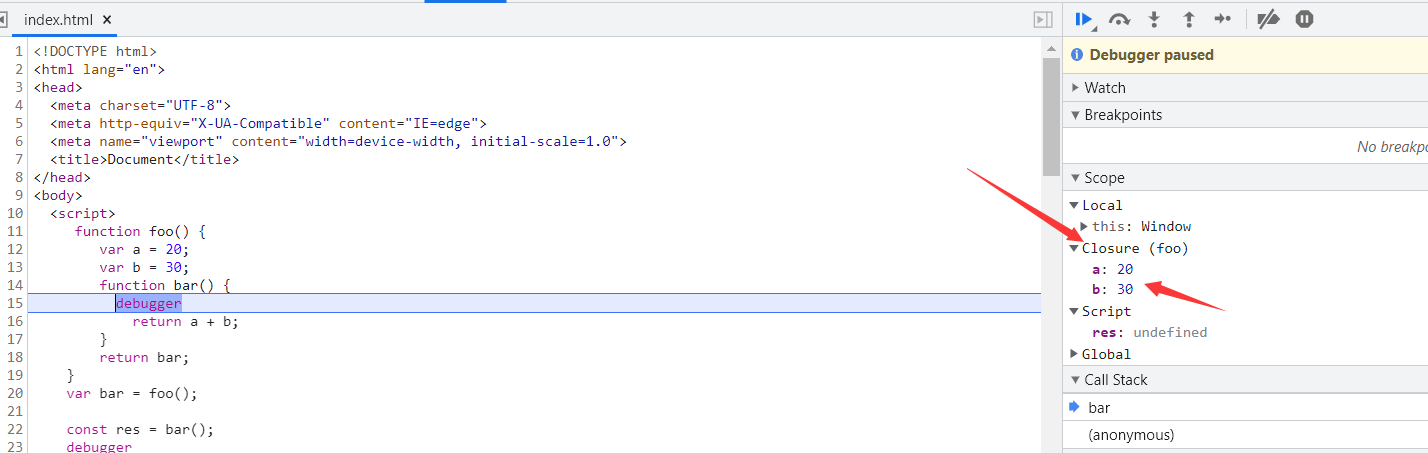 index.html ×
1 <!DOCTYPE html>
2 <html lang="en">
3 <head>
4 <meta charset="UTF-8">
5 <meta http-equiv="X-UA-Compatible" content="IE=edge">
6 <meta name="viewport" content="width=device-width, initial-scale=1.0">
7 <title>Document</title>
8 </head>
9 <body>
10 <script>
11 function foo() {
12 var a = 20;
13 var b = 30;
14 function bar() {
15 debugger
16 return a + b;
17 }
18 return bar;
19 }
20 var bar = foo();
21
22 const res = bar();
23 debugger
Debugger paused
Watch
Breakpoints
No breakp
Scope
Local
this: Window
Closure (foo)
a: 20
b: 30
Script
res: undefined
Global
Call Stack
bar
(anonymous)